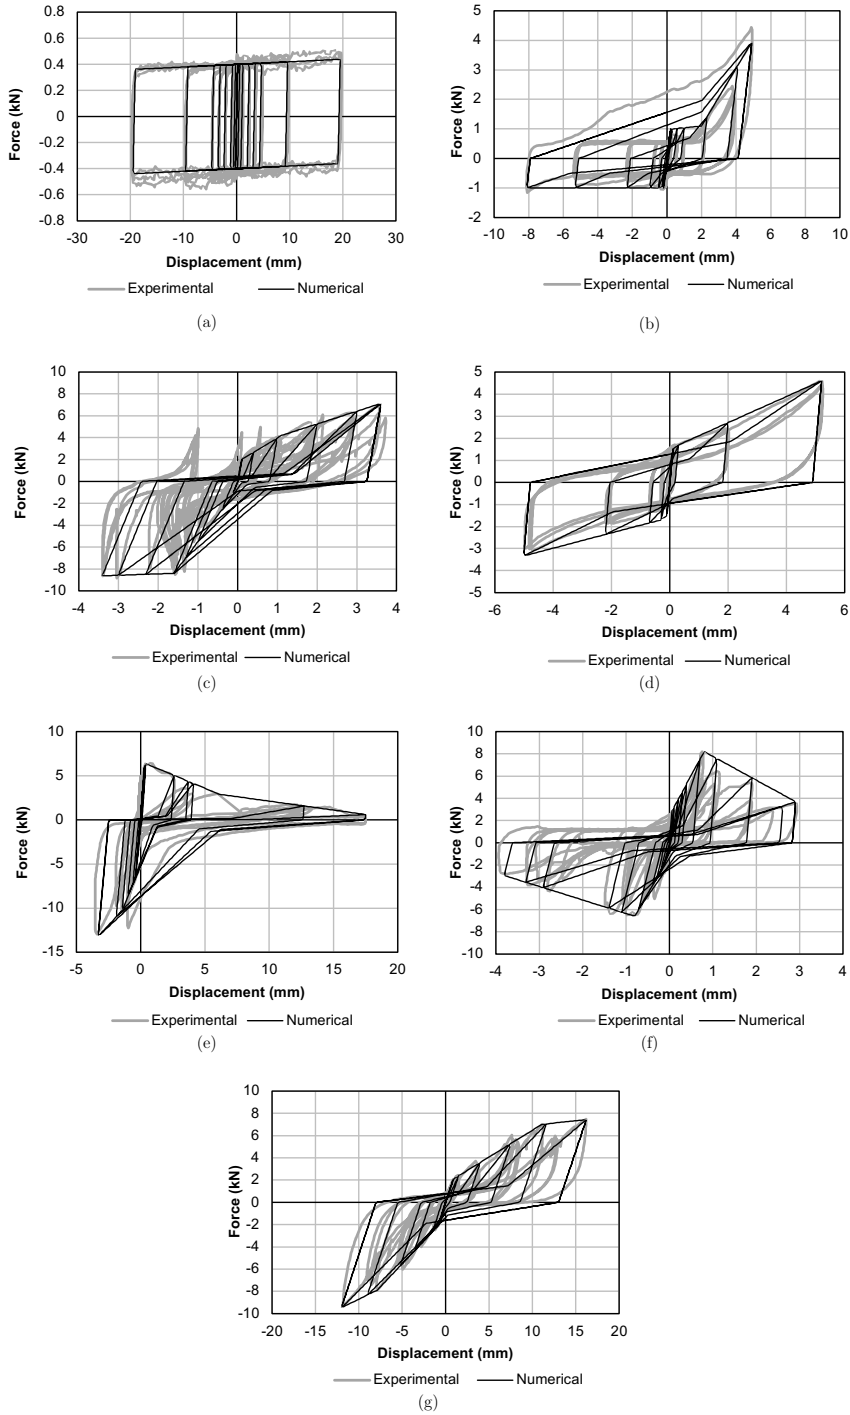 0.8
0.6
0.4
0.2
0
-0.2
-0.4
-0.6
-0.8
-30 -20 -10 0 10 20 30
Force (kN)
Displacement (mm)
Experimental Numerical
(a)
5
4
3
2
1
0
-1
-2
-10 -8 -6 -4 -2 0 2 4 6 8 10
Force (kN)
Displacement (mm)
Experimental Numerical
(b)
10
8
6
4
2
0
-2
-4
-6
-8
-10
-4 -3 -2 -1 0 1 2 3 4
Force (kN)
Displacement (mm)
Experimental Numerical
(c)
5
4
3
2
1
0
-1
-2
-3
-4
-5
-6 -4 -2 0 2 4 6
Force (kN)
Displacement (mm)
Experimental Numerical
(d)
10
5
0
-5
-10
-15
-5 0 5 10 15 20
Force (kN)
Displacement (mm)
Experimental Numerical
(e)
10
8
6
4
2
0
-2
-4
-6
-8
-10
-4 -3 -2 -1 0 1 2 3 4
Force (kN)
Displacement (mm)
Experimental Numerical
(f)
10
8
6
4
2
0
-2
-4
-6
-8
-10
-20 -15 -10 -5 0 5 10 15 20
Force (kN)
Displacement (mm)
Experimental Numerical
(g)